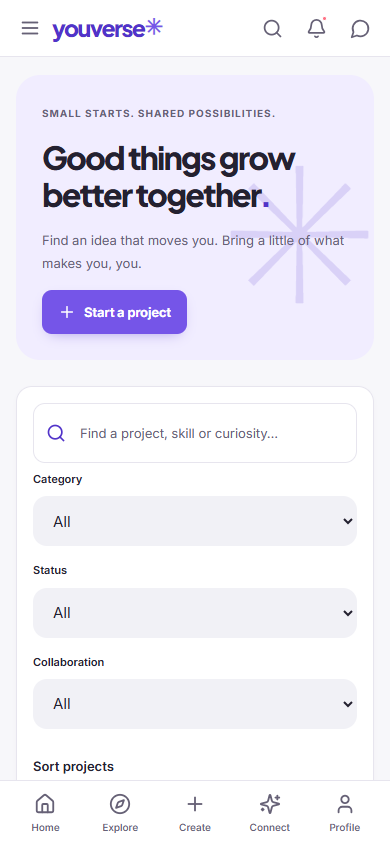 youverse
SMALL STARTS. SHARED POSSIBILITIES.
Good things grow
better together.
Find an idea that moves you. Bring a little of what
makes you, you.
Start a project
Find a project, skill or curiosity...
Category
All
Status
All
Collaboration
All
Sort projects
Home Explore Create Connect Profile